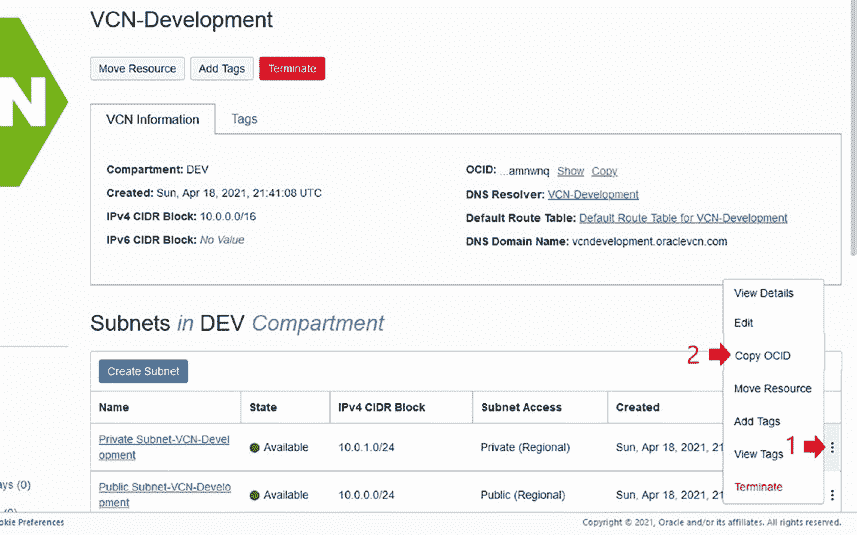 VCN-Development
Move Resource Add Tags Terminate
N
VCN Information Tags
Compartment: DEV
Created: Sun, Apr 18, 2021, 21:41:08 UTC
IPv4 CIDR Block: 10.0.0.0/16
IPv6 CIDR Block: No Value
OCID: ...amnwnq Show Copy
DNS Resolver: VCN-Development
Default Route Table: Default Route Table for VCN-Development
DNS Domain Name: vcndevelopment.oraclevcn.com
Subnets in DEV Compartment
Create Subnet
Name State IPv4 CIDR Block Subnet Access Created
Private Subnet-VCN-Devel
opment
Available 10.0.1.0/24 Private (Regional) Sun, Apr 18, 2021, 21
Public Subnet-VCN-Develo
pment
Available 10.0.0.0/24 Public (Regional) Sun, Apr 18, 2021, 21
View Details
Edit
2 Copy OCID
Move Resource
Add Tags
1
View Tags
Terminate
ays (0)
(0)
okie Preferences
Copyright © 2021, Oracle and/or its affiliates. All rights reserved.